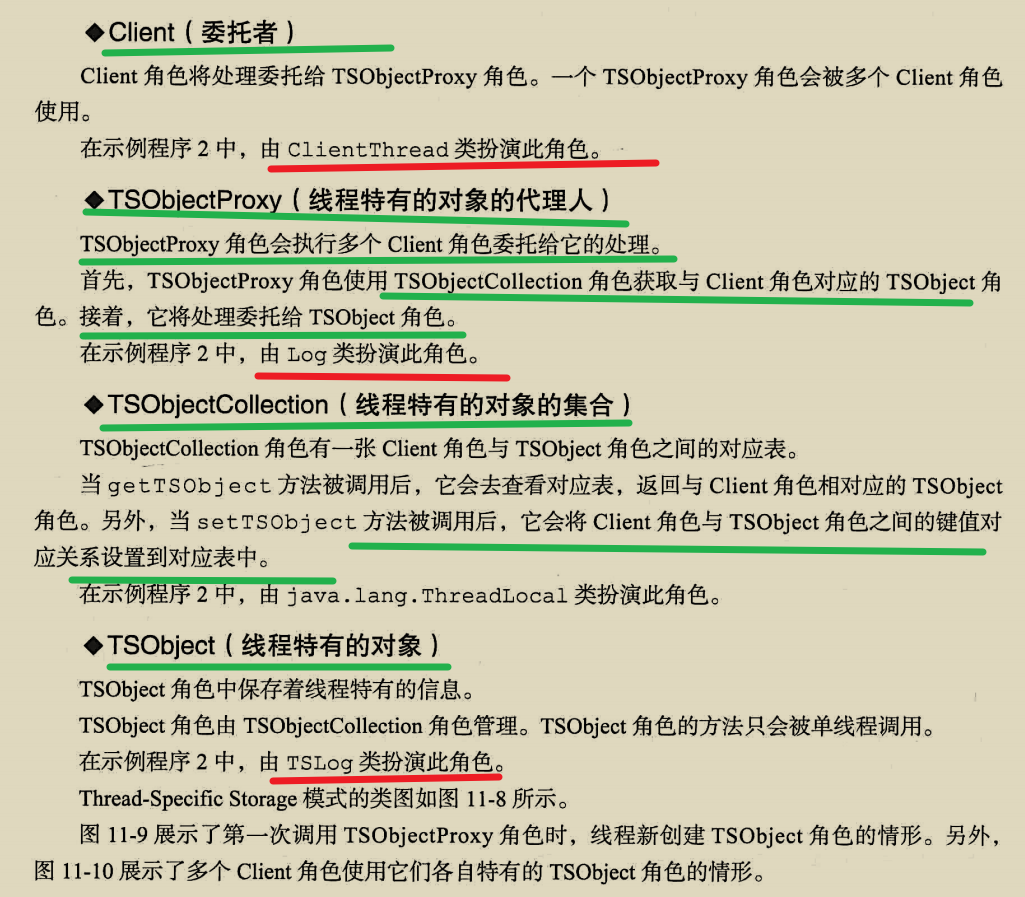 ◆Client（委托者）
Client 角色将处理委托给 TSObjectProxy 角色。一个 TSObjectProxy 角色会被多个 Client 角色
使用。
在示例程序 2 中，由 ClientThread 类扮演此角色。
◆TSObjectProxy（线程特有的对象的代理人）
TSObjectProxy 角色会执行多个 Client 角色委托给它的处理。
首先，TSObjectProxy 角色使用 TSObjectCollection 角色获取与 Client 角色对应的 TSObject 角
色。接着，它将处理委托给 TSObject 角色。
在示例程序 2 中，由 Log 类扮演此角色。
◆TSObjectCollection（线程特有的对象的集合）
TSObjectCollection 角色有一张 Client 角色与 TSObject 角色之间的对应表。
当 getTSObject 方法被调用后，它会去查看对应表，返回与 Client 角色相对应的 TSObject
角色。另外，当 setTSObject 方法被调用后，它会将 Client 角色与 TSObject 角色之间的键值对
应关系设置到对应表中。
在示例程序 2 中，由 java.lang.ThreadLocal 类扮演此角色。
◆TSObject（线程特有的对象）
TSObject 角色中保存着线程特有的信息。
TSObject 角色由 TSObjectCollection 角色管理。TSObject 角色的方法只会被单线程调用。
在示例程序 2 中，由 TSLog 类扮演此角色。
Thread-Specific Storage 模式的类图如图 11-8 所示。
图 11-9 展示了第一次调用 TSObjectProxy 角色时，线程新创建 TSObject 角色的情形。另外，
图 11-10 展示了多个 Client 角色使用它们各自特有的 TSObject 角色的情形。